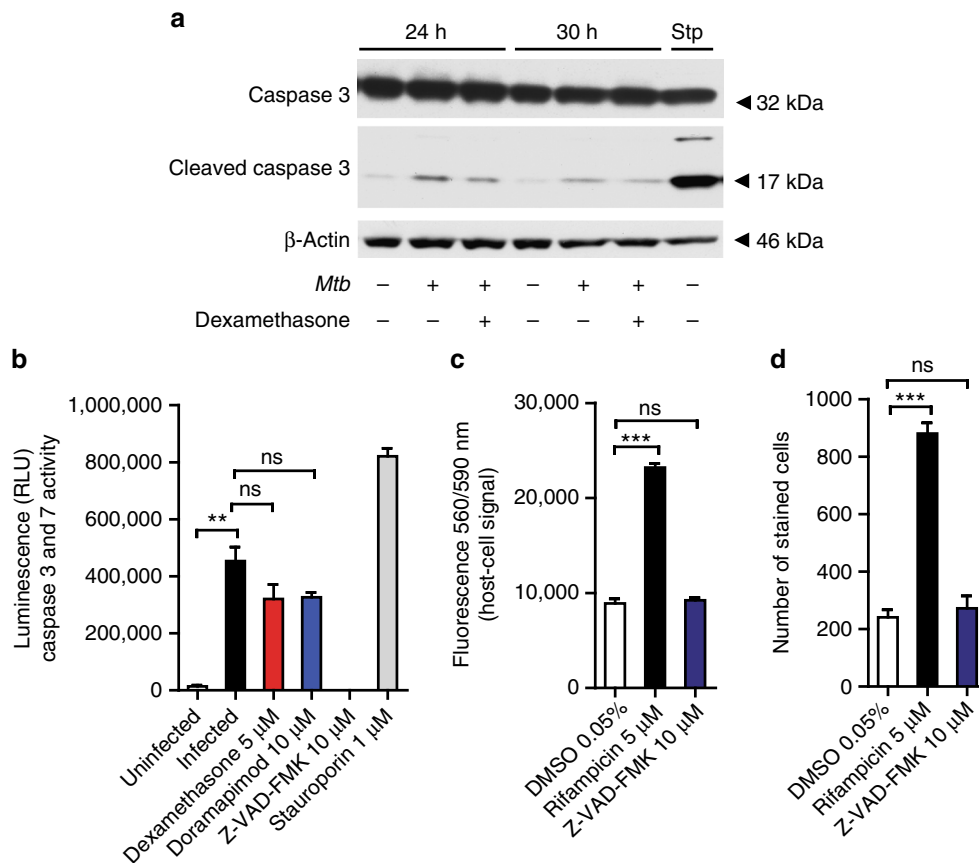 a
24 h 30 h Stp
Caspase 3 ◄ 32 kDa
Cleaved caspase 3 ◄ 17 kDa
β-Actin ◄ 46 kDa
Mtb – + + – + + –
Dexamethasone – – + – – + –
b
Luminescence (RLU)
caspase 3 and 7 activity
1,000,000
800,000
600,000
400,000
200,000
0
**
ns
ns
Uninfected
Infected
Dexamethasone 5 µM
Doramapimod 10 µM
Z-VAD-FMK 10 µM
Stauroporin 1 µM
c
Fluorescence 560/590 nm
(host-cell signal)
30,000
20,000
10,000
0
ns
***
DMSO 0.05%
Rifampicin 5 µM
Z-VAD-FMK 10 µM
d
Number of stained cells
1000
800
600
400
200
0
ns
***
DMSO 0.05%
Rifampicin 5 µM
Z-VAD-FMK 10 µM